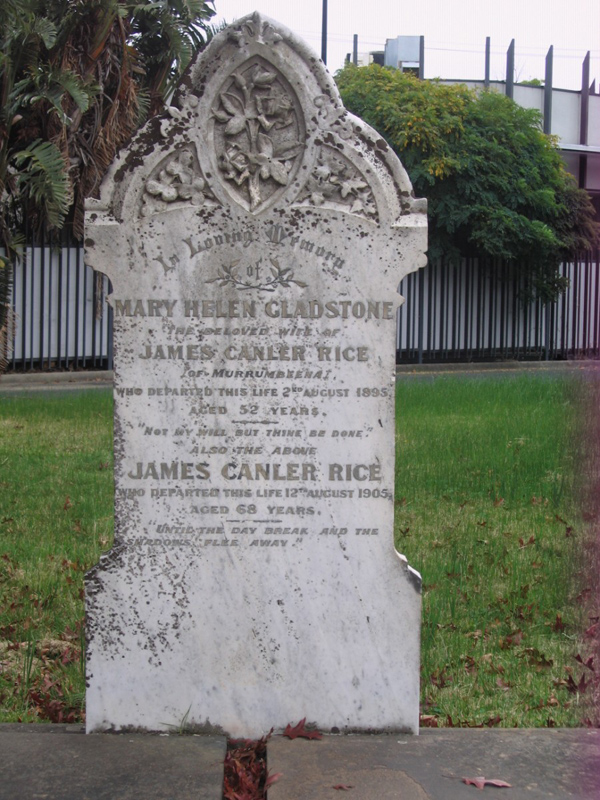 In Loving Memory
of
MARY HELEN GLADSTONE
THE BELOVED WIFE OF
JAMES CANLER RICE
(OF MURRUMBEENA).
WHO DEPARTED THIS LIFE 2ND AUGUST 1895,
AGED 52 YEARS.
"NOT MY WILL BUT THINE BE DONE."
ALSO THE ABOVE
JAMES CANLER RICE
WHO DEPARTED THIS LIFE 12TH AUGUST 1905,
AGED 68 YEARS.
"UNTIL THE DAY BREAK AND THE
SHADOWS FLEE AWAY."